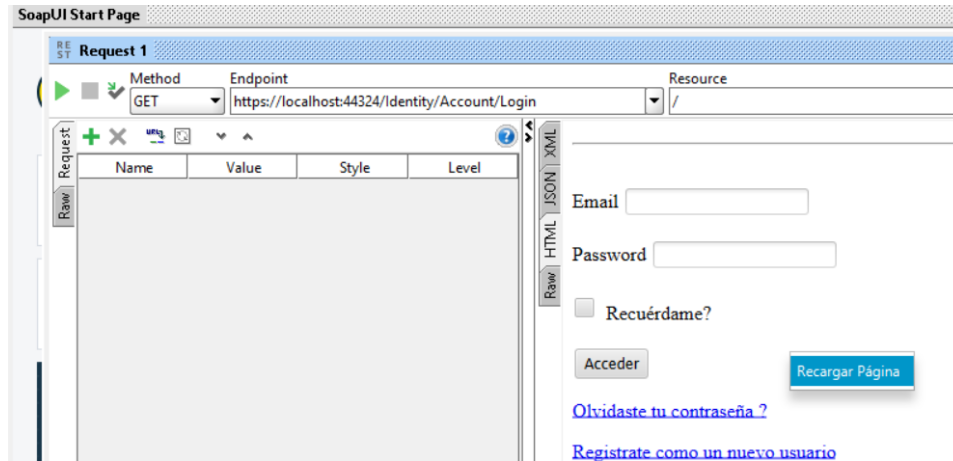 SoapUI Start Page
REST Request 1
Method Endpoint Resource
GET https://localhost:44324/Identity/Account/Login /
Request
Raw
Name Value Style Level
XML
JSON
HTML
Raw
Email
Password
Recuérdame?
Acceder
Recargar Página
Olvidaste tu contraseña ?
Registrate como un nuevo usuario